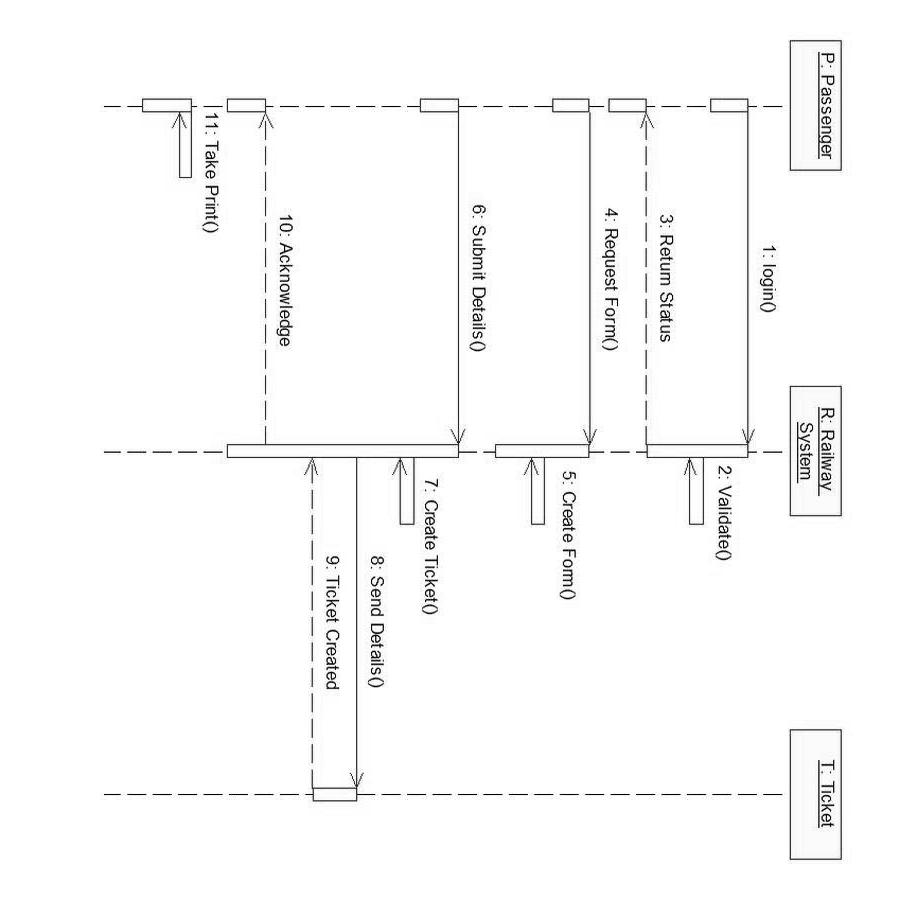 P: Passenger
R: Railway
System
T: Ticket
1: login()
2: Validate()
3: Return Status
4: Request Form()
5: Create Form()
6: Submit Details()
7: Create Ticket()
8: Send Details()
9: Ticket Created
10: Acknowledge
11: Take Print()